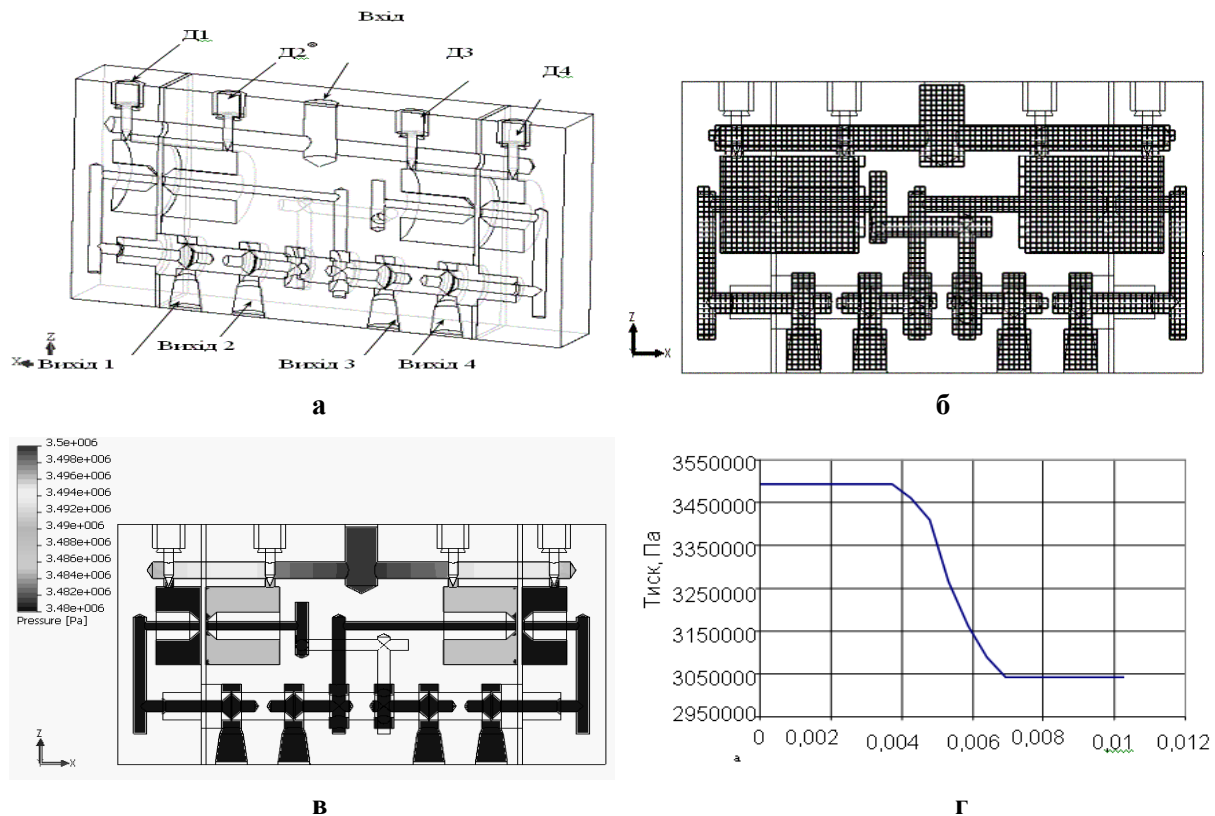 Вхід
Д1
Д2
Д3
Д4
Z
X
Вихід 1
Вихід 2
Вихід 3
Вихід 4
а
Z
X
б
3.5e+006
3.498e+006
3.496e+006
3.494e+006
3.492e+006
3.49e+006
3.488e+006
3.486e+006
3.484e+006
3.482e+006
3.48e+006
Pressure [Pa]
Z
X
в
Тиск, Па
3550000
3450000
3350000
3250000
3150000
3050000
2950000
0 0,002 0,004 0,006 0,008 0,01 0,012
а
г